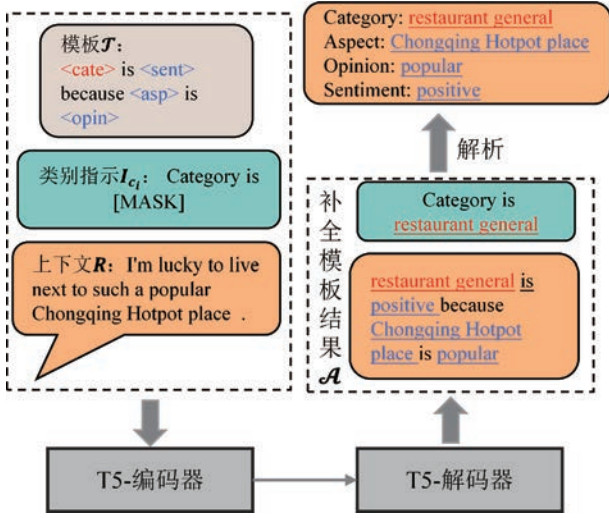 模板𝒯：
<cate> is <sent>
because <asp> is
<opin>
类别指示I_{c_i}： Category is
[MASK]
上下文R：I'm lucky to live
next to such a popular
Chongqing Hotpot place .
T5-编码器
T5-解码器
补全模板结果𝒜
Category is
restaurant general
restaurant general is
positive because
Chongqing Hotpot
place is popular
解析
Category: restaurant general
Aspect: Chongqing Hotpot place
Opinion: popular
Sentiment: positive